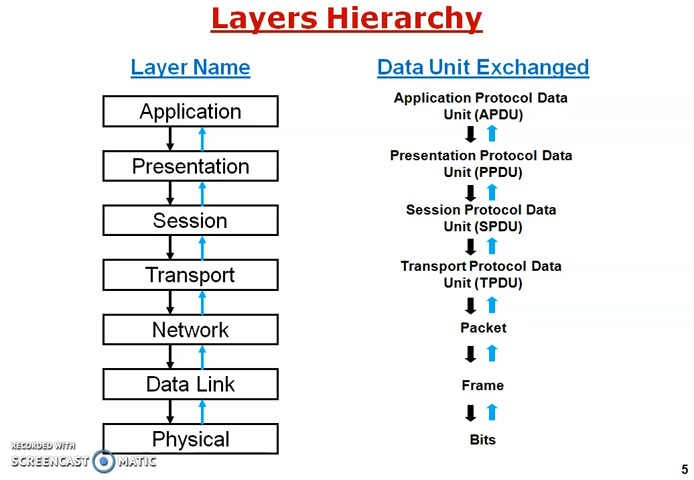 Layers Hierarchy
Layer Name
Data Unit Exchanged
Application
Application Protocol Data
Unit (APDU)
Presentation
Presentation Protocol Data
Unit (PPDU)
Session
Session Protocol Data
Unit (SPDU)
Transport
Transport Protocol Data
Unit (TPDU)
Network
Packet
Data Link
Frame
Physical
Bits
RECORDED WITH
SCREENCAST MATIC
5